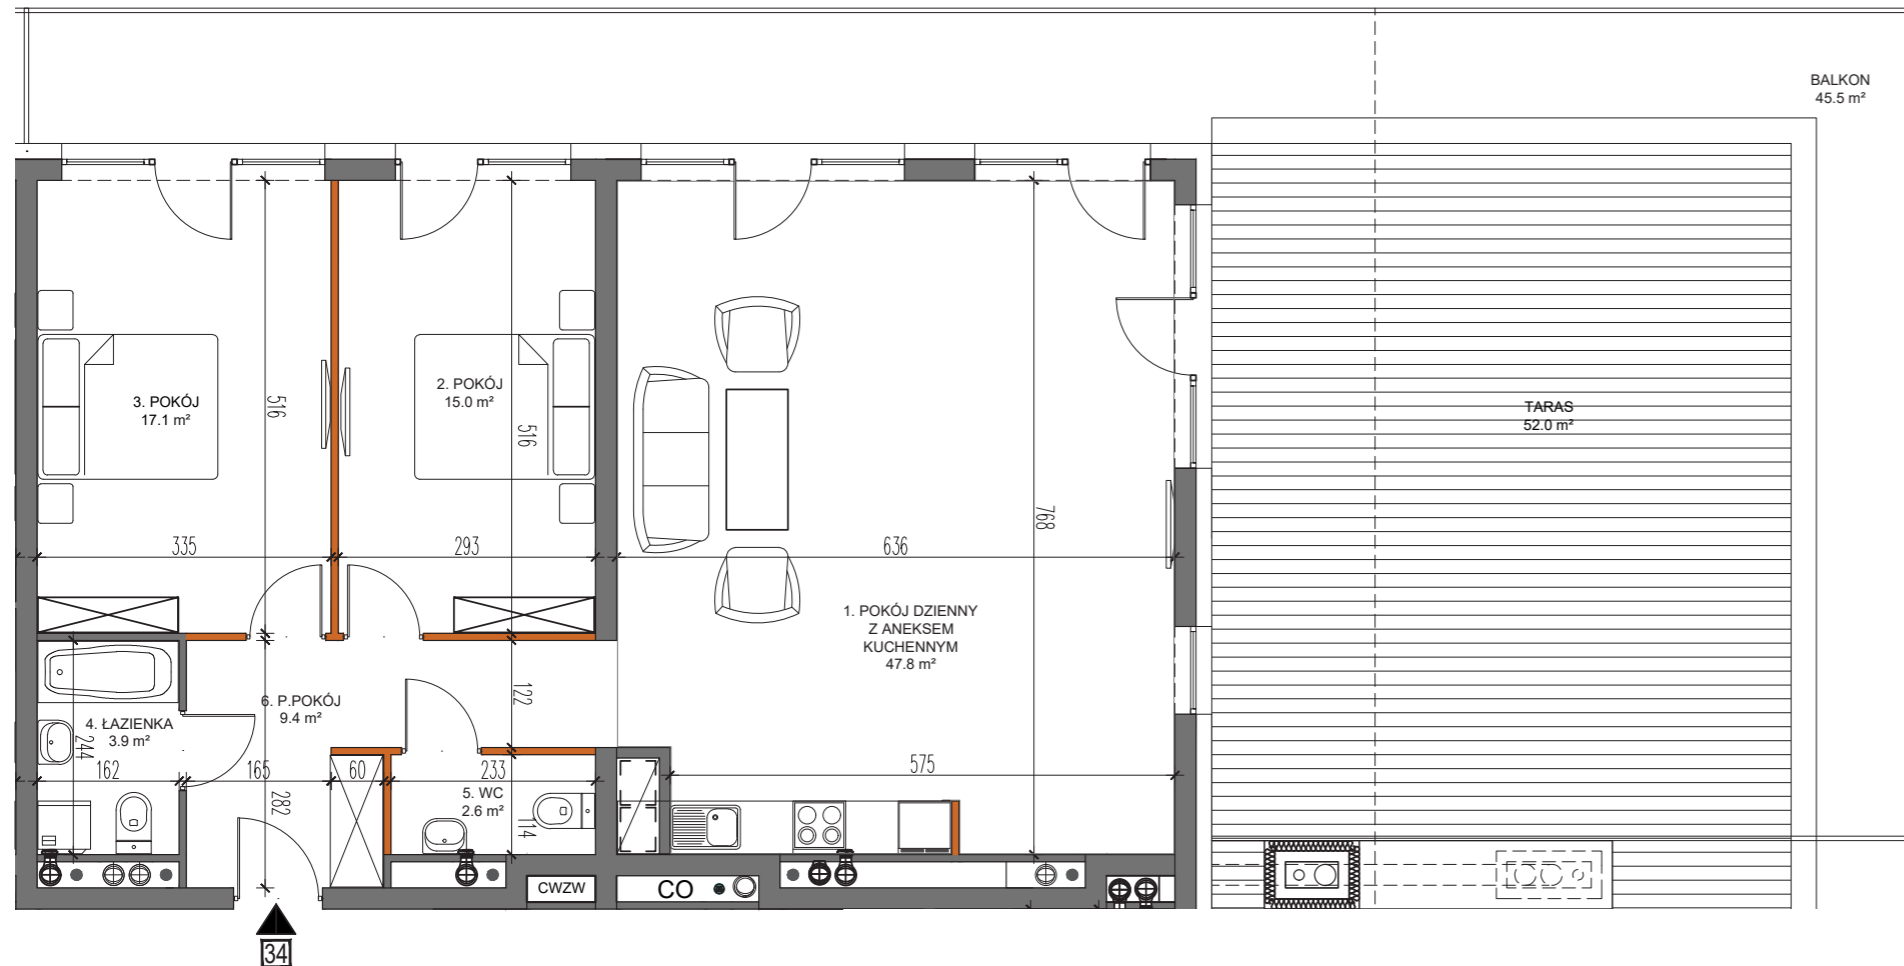 BALKON
45.5 m²
3. POKÓJ
17.1 m²
516
2. POKÓJ
15.0 m²
516
TARAS
52.0 m²
768
335
293
636
1. POKÓJ DZIENNY
Z ANEKSEM
KUCHENNYM
47.8 m²
122
6. P.POKÓJ
9.4 m²
4. ŁAZIENKA
3.9 m²
244
162
165
60
233
575
282
5. WC
2.6 m²
114
CWZW
CO
34